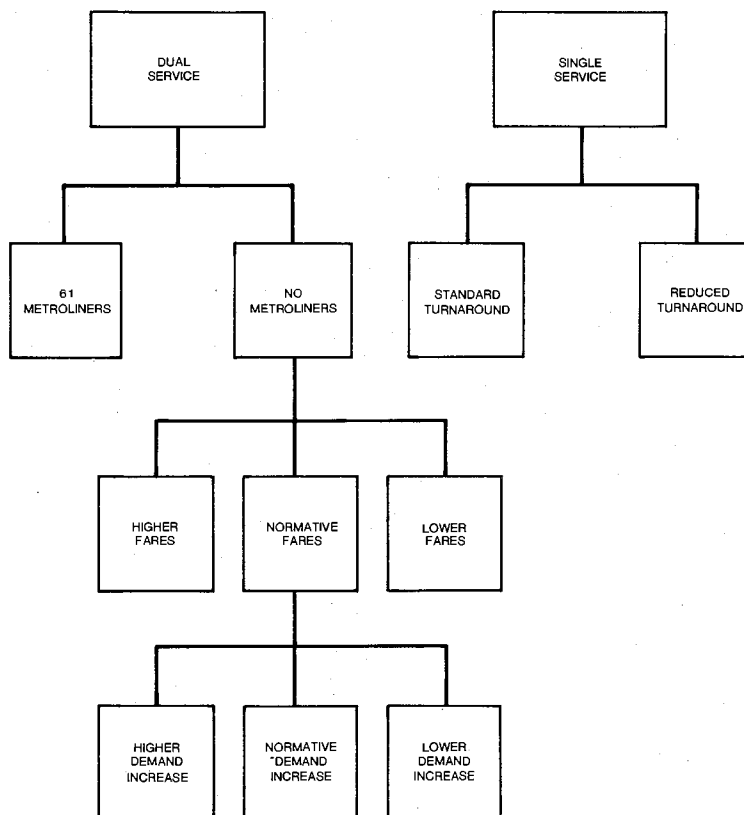 DUAL
SERVICE
SINGLE
SERVICE
61
METROLINERS
NO
METROLINERS
STANDARD
TURNAROUND
REDUCED
TURNAROUND
HIGHER
FARES
NORMATIVE
FARES
LOWER
FARES
HIGHER
DEMAND
INCREASE
NORMATIVE
DEMAND
INCREASE
LOWER
DEMAND
INCREASE